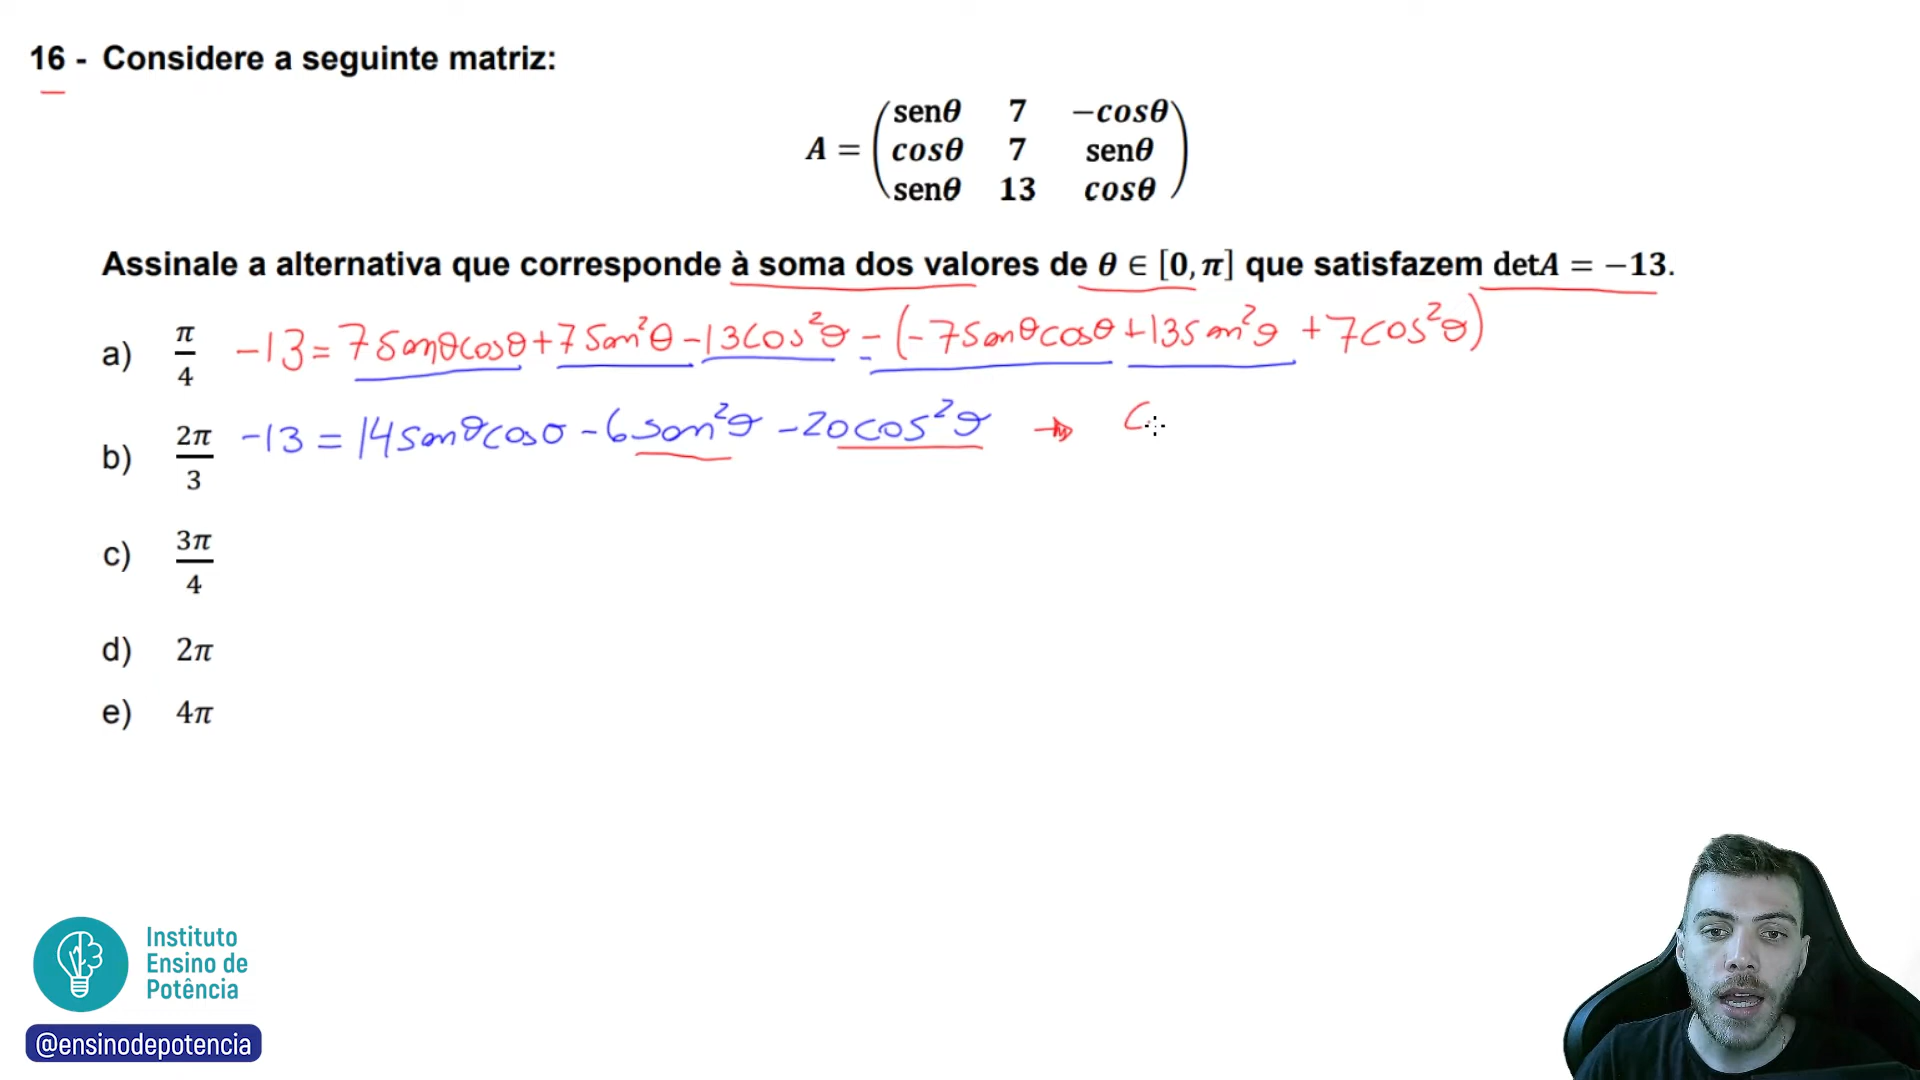 16 - Considere a seguinte matriz:
A = ( senθ 7 −cosθ
cosθ 7 senθ
senθ 13 cosθ )
Assinale a alternativa que corresponde à soma dos valores de θ ∈ [0, π] que satisfazem detA = −13.
a) π/4
-13 = 7senθcosθ + 7sen²θ - 13cos²θ - (-7senθcosθ + 13sen²θ + 7cos²θ)
b) 2π/3
-13 = 14senθcosθ - 6sen²θ - 20cos²θ →
c) 3π/4
d) 2π
e) 4π
Instituto
Ensino de
Potência
@ensinodepotencia